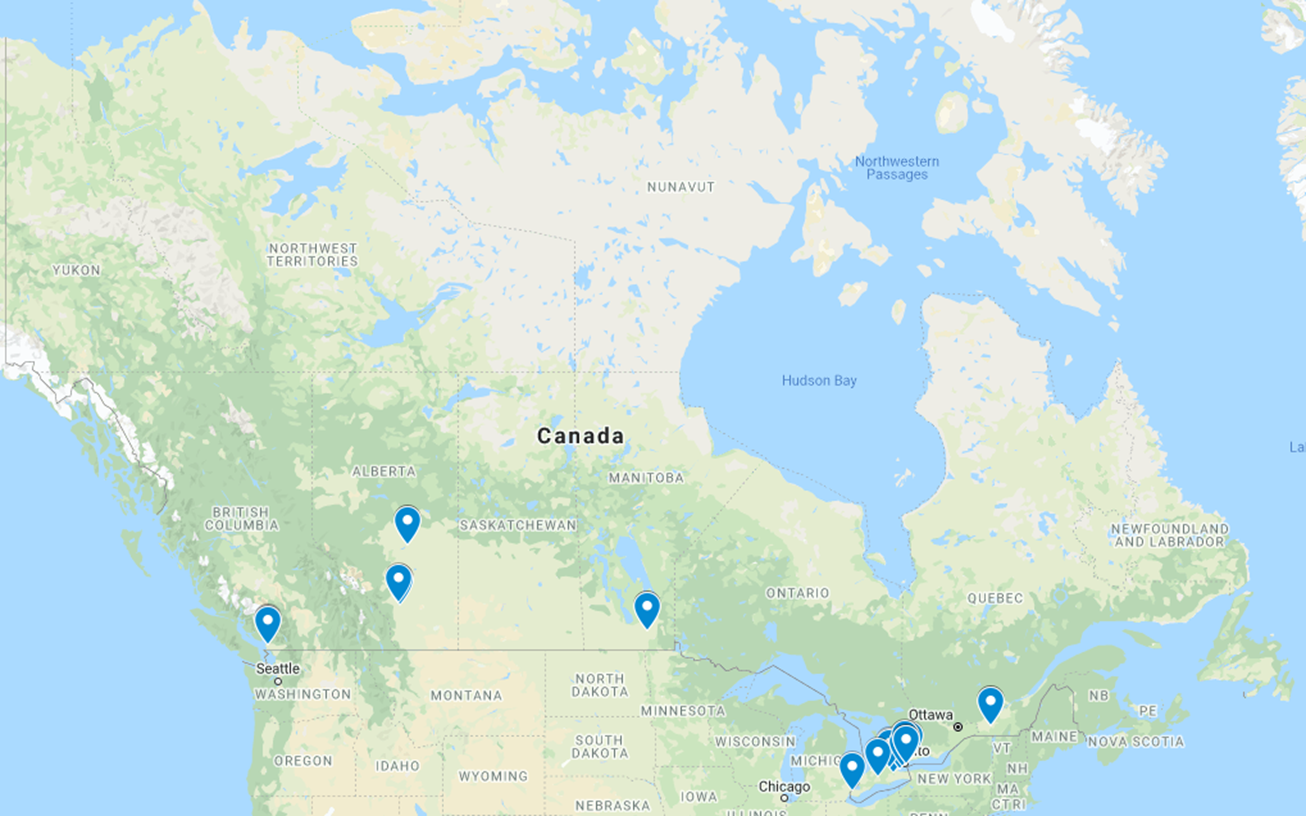 Northwestern
Passages
NUNAVUT
NORTHWEST
TERRITORIES
YUKON
Hudson Bay
Canada
ALBERTA
MANITOBA
BRITISH
COLUMBIA
SASKATCHEWAN
NEWFOUNDLAND
AND LABRADOR
ONTARIO
QUEBEC
Seattle
WASHINGTON
MONTANA
NORTH
DAKOTA
MINNESOTA
Ottawa
NB
PE
MAINE
NOVA SCOTIA
VT
WISCONSIN
SOUTH
DAKOTA
OREGON
IDAHO
WYOMING
NEW YORK
NH
MA
CT RI
Chicago
IOWA
NEBRASKA